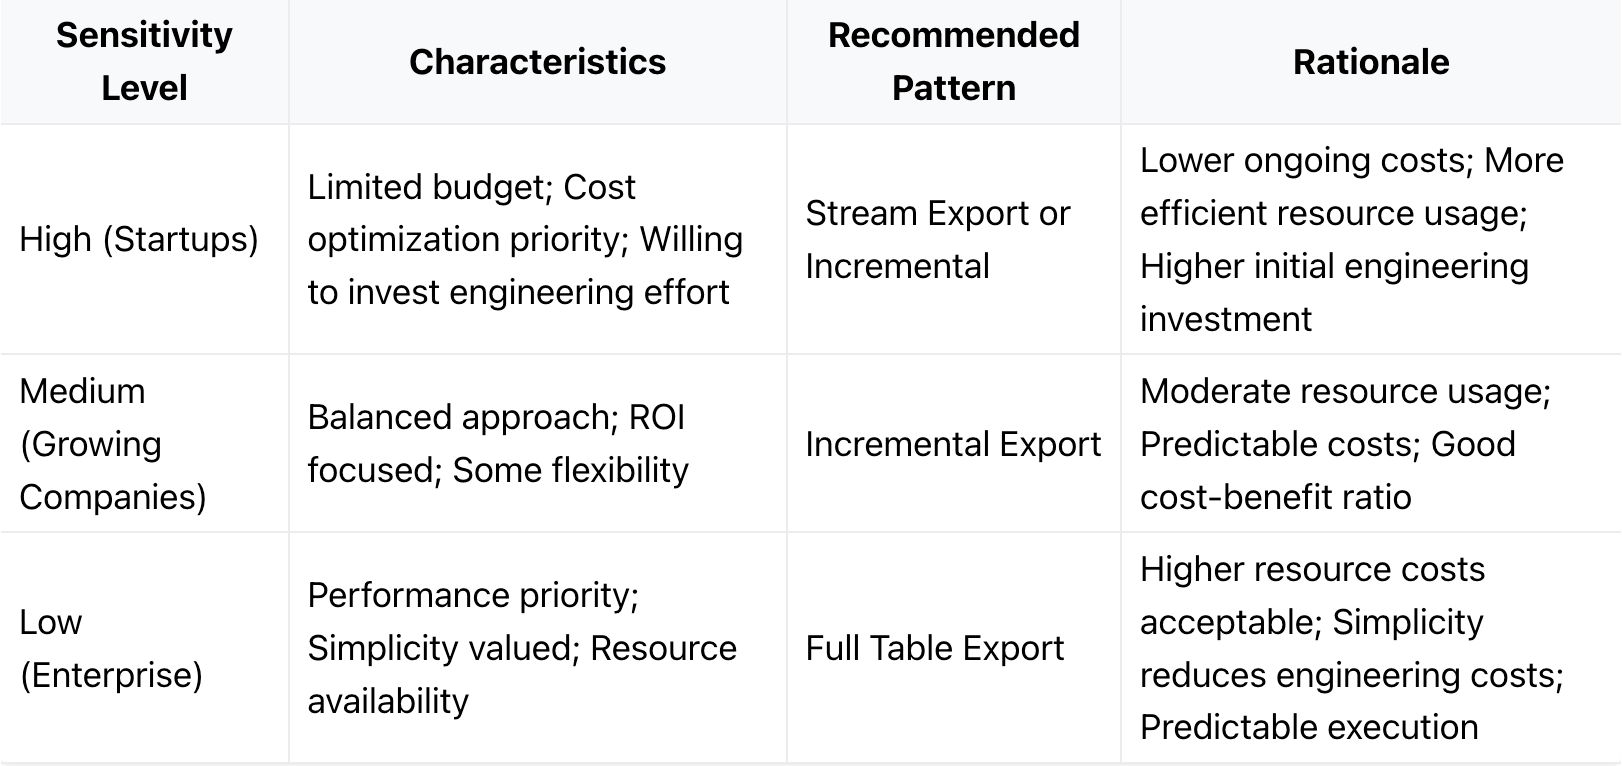 Sensitivity
Level
Characteristics
Recommended
Pattern
Rationale
High (Startups)
Limited budget; Cost
optimization priority; Willing
to invest engineering effort
Stream Export or
Incremental
Lower ongoing costs; More
efficient resource usage;
Higher initial engineering
investment
Medium
(Growing
Companies)
Balanced approach; ROI
focused; Some flexibility
Incremental Export
Moderate resource usage;
Predictable costs; Good
cost-benefit ratio
Low
(Enterprise)
Performance priority;
Simplicity valued; Resource
availability
Full Table Export
Higher resource costs
acceptable; Simplicity
reduces engineering costs;
Predictable execution